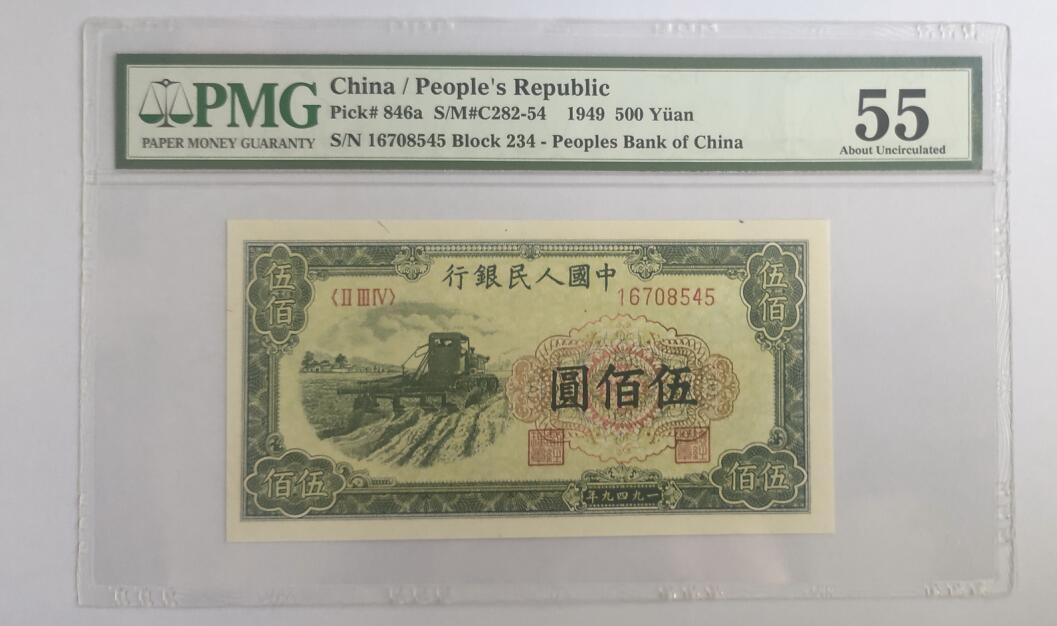 PMG
PAPER MONEY GUARANTY
China / People's Republic
Pick# 846a S/M#C282-54 1949 500 Yüan
S/N 16708545 Block 234 - Peoples Bank of China
55
About Uncirculated
行銀民人國中
〈II III IV〉
16708545
伍佰
伍佰
圓佰伍
佰伍
佰伍
年九四九一